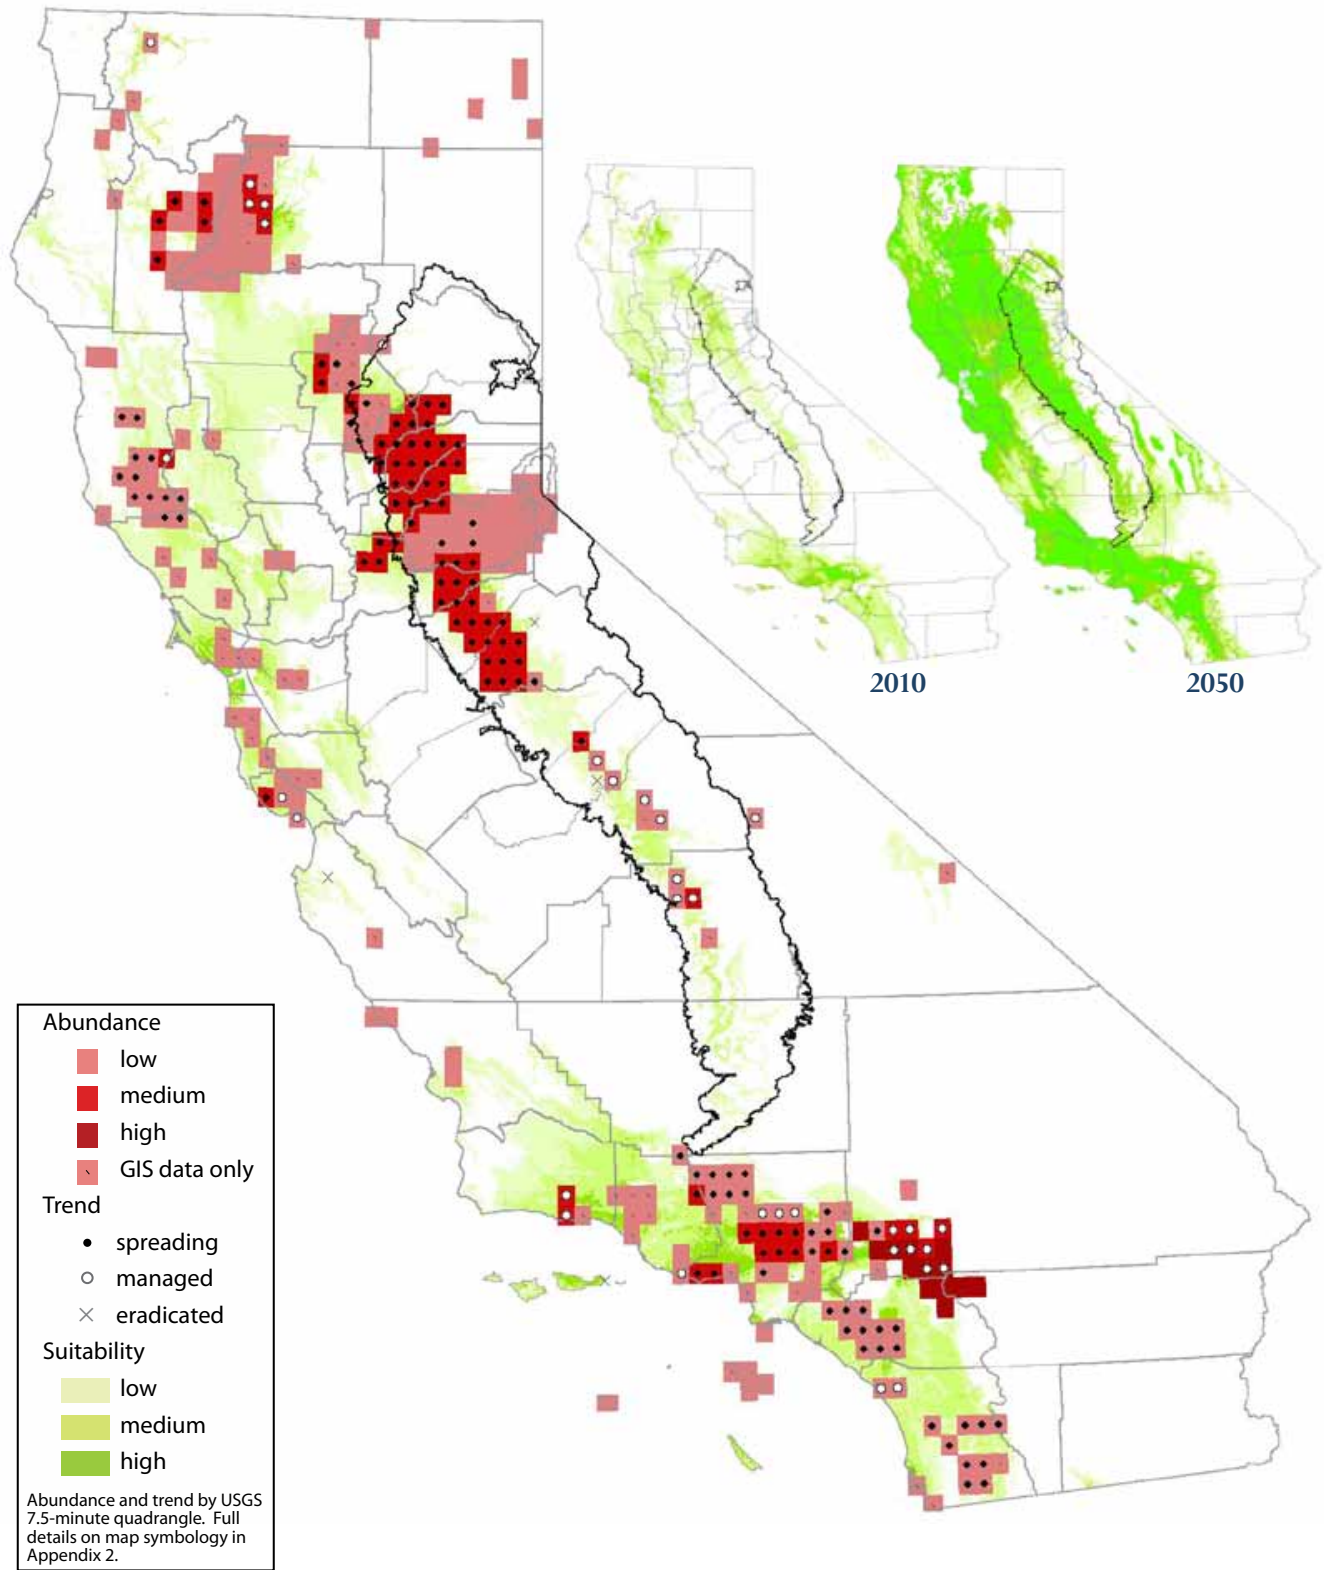 2010
2050
Abundance
low
medium
high
GIS data only
Trend
spreading
managed
eradicated
Suitability
low
medium
high
Abundance and trend by USGS
7.5-minute quadrangle. Full
details on map symbology in
Appendix 2.